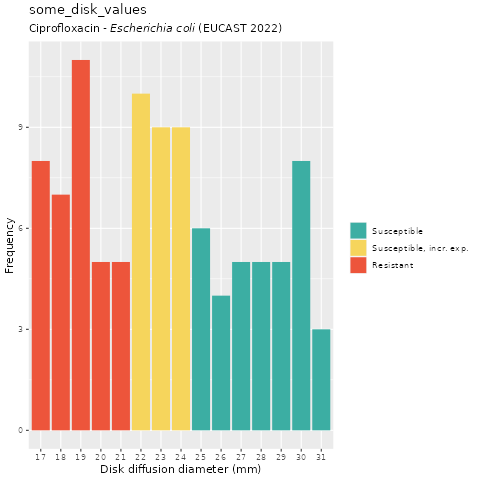 some_disk_values
Ciprofloxacin - Escherichia coli (EUCAST 2022)
Frequency
9
6
3
0
17 18 19 20 21 22 23 24 25 26 27 28 29 30 31
Disk diffusion diameter (mm)
Susceptible
Susceptible, incr. exp.
Resistant